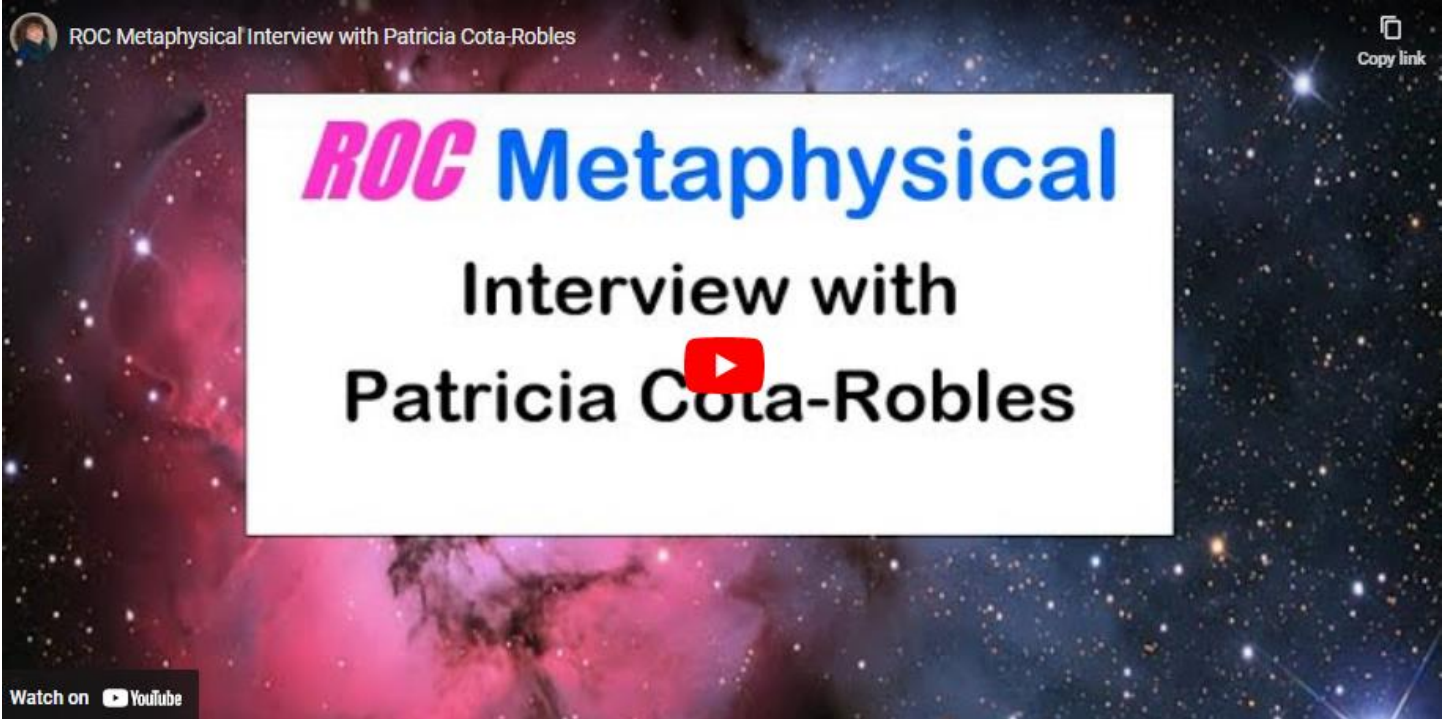 ROC Metaphysical Interview with Patricia Cota-Robles
Copy link
ROC Metaphysical
Interview with
Patricia Cota-Robles
Watch on YouTube